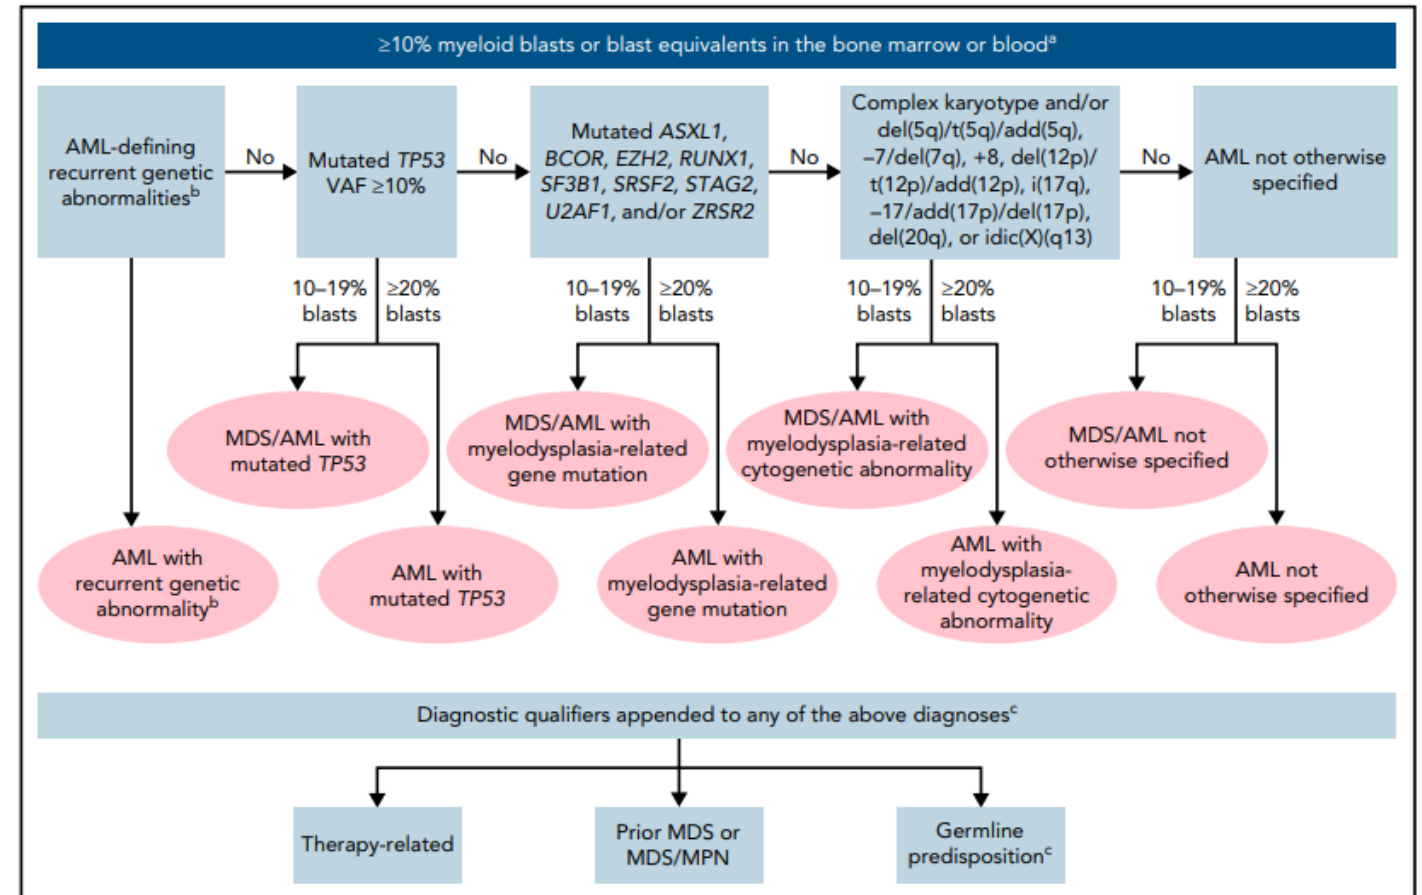 ≥10% myeloid blasts or blast equivalents in the bone marrow or bloodᵃ
AML-defining
recurrent genetic
abnormalitiesᵇ
No
Mutated TP53
VAF ≥10%
No
Mutated ASXL1,
BCOR, EZH2, RUNX1,
SF3B1, SRSF2, STAG2,
U2AF1, and/or ZRSR2
No
Complex karyotype and/or
del(5q)/t(5q)/add(5q),
–7/del(7q), +8, del(12p)/
t(12p)/add(12p), i(17q),
–17/add(17p)/del(17p),
del(20q), or idic(X)(q13)
No
AML not otherwise
specified
10–19%
blasts
≥20%
blasts
10–19%
blasts
≥20%
blasts
10–19%
blasts
≥20%
blasts
10–19%
blasts
≥20%
blasts
MDS/AML with
mutated TP53
MDS/AML with
myelodysplasia-related
gene mutation
MDS/AML with
myelodysplasia-related
cytogenetic abnormality
MDS/AML not
otherwise specified
AML with
recurrent genetic
abnormalityᵇ
AML with
mutated TP53
AML with
myelodysplasia-related
gene mutation
AML with
myelodysplasia-
related cytogenetic
abnormality
AML not
otherwise specified
Diagnostic qualifiers appended to any of the above diagnosesᶜ
Therapy-related
Prior MDS or
MDS/MPN
Germline
predispositionᶜ